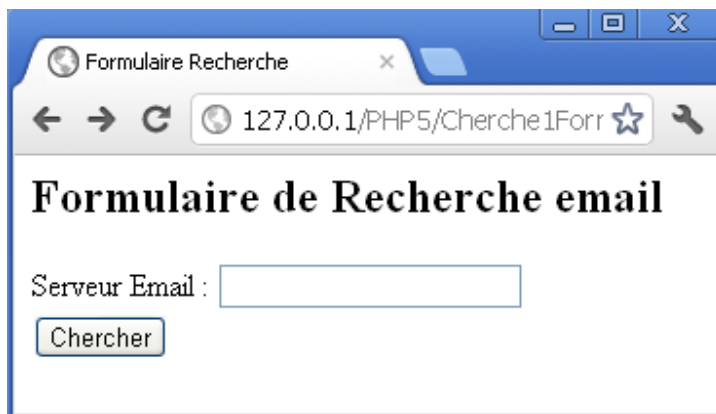 Formulaire Recherche
127.0.0.1/PHP5/Cherche1Forr
Formulaire de Recherche email
Serveur Email :
Chercher